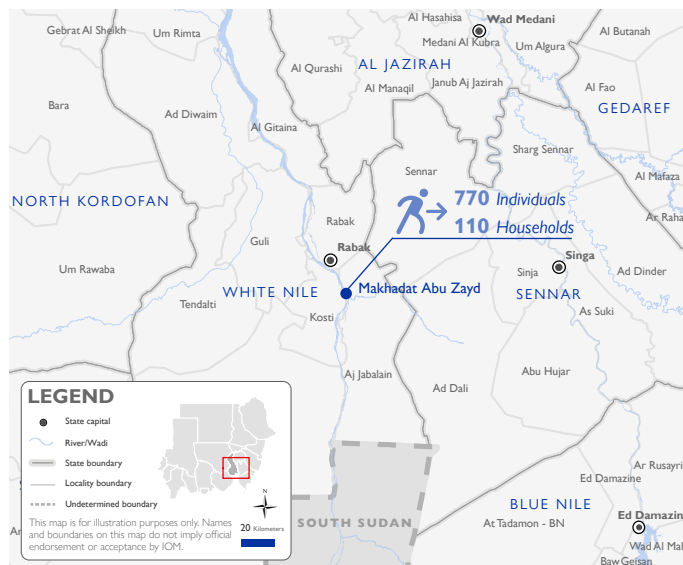 Al Hasahisa
Wad Medani
Gebrat Al Sheikh
Um Rimta
Al Butanah
Medani Al Kubra
Um Algura
AL JAZIRAH
Al Qurashi
Janub Aj Jazirah
Al Manaqil
Al Fao
Bara
GEDAREF
Ad Diwaim
Al Gitaina
Sharg Sennar
Sennar
Al Mafaza
770 Individuals
NORTH KORDOFAN
Ar Raha
Rabak
110 Households
Guli
Rabak
Singa
Um Rawaba
Sinja
Ad Dinder
WHITE NILE
Makhadat Abu Zayd
SENNAR
Tendalti
Kosti
As Suki
Aj Jabalain
Abu Hujar
Ad Dali
LEGEND
State capital
River/Wadi
State boundary
Locality boundary
Undetermined boundary
N
This map is for illustration purposes only. Names
and boundaries on this map do not imply official
endorsement or acceptance by IOM.
20 Kilometers
SOUTH SUDAN
Ar Rusayri
Ed Damazine
BLUE NILE
At Tadamon - BN
Ed Damazin
Wad Al Mah
Baw
Geisan